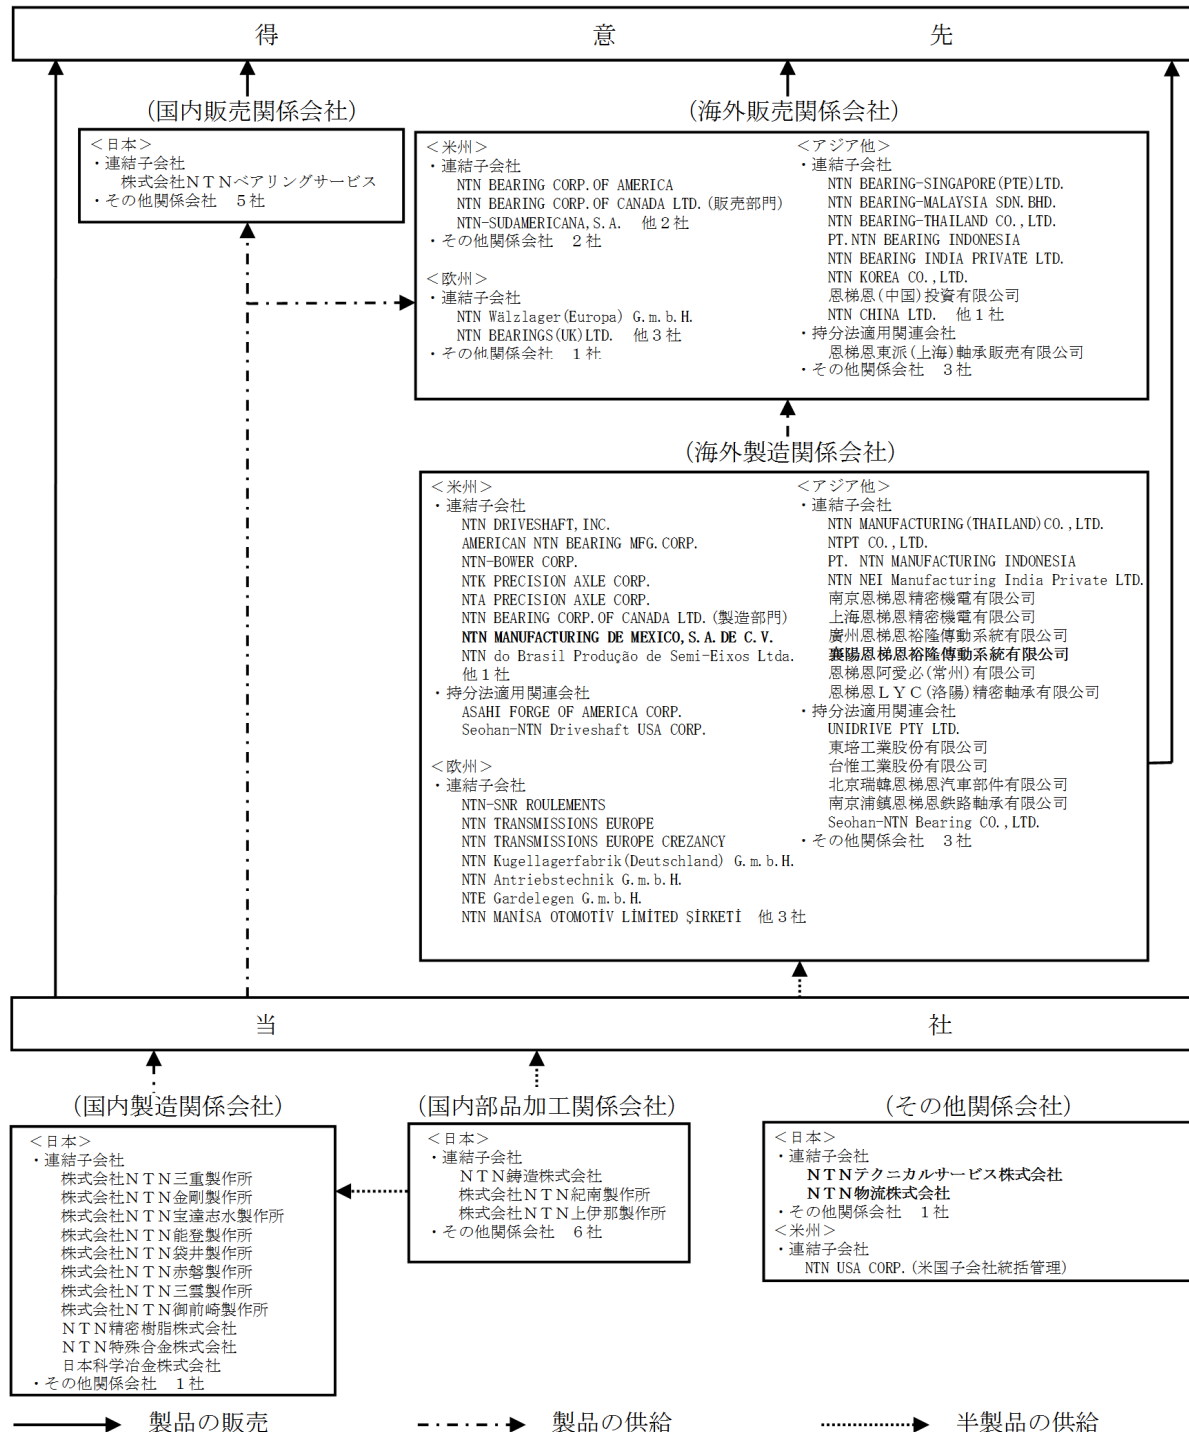 得意先
(国内販売関係会社)
<日本>
・連結子会社
株式会社NTNベアリングサービス
・その他関係会社 5社
(海外販売関係会社)
<米州>
・連結子会社
NTN BEARING CORP.OF AMERICA
NTN BEARING CORP.OF CANADA LTD.(販売部門)
NTN-SUDAMERICANA,S.A. 他2社
・その他関係会社 2社
<欧州>
・連結子会社
NTN Wälzlager(Europa) G.m.b.H.
NTN BEARINGS(UK)LTD. 他3社
・その他関係会社 1社
<アジア他>
・連結子会社
NTN BEARING-SINGAPORE(PTE)LTD.
NTN BEARING-MALAYSIA SDN.BHD.
NTN BEARING-THAILAND CO.,LTD.
PT.NTN BEARING INDONESIA
NTN BEARING INDIA PRIVATE LTD.
NTN KOREA CO.,LTD.
恩梯恩(中国)投資有限公司
NTN CHINA LTD. 他1社
・持分法適用関連会社
恩梯恩東派(上海)軸承販売有限公司
・その他関係会社 3社
(海外製造関係会社)
<米州>
・連結子会社
NTN DRIVESHAFT,INC.
AMERICAN NTN BEARING MFG.CORP.
NTN-BOWER CORP.
NTK PRECISION AXLE CORP.
NTA PRECISION AXLE CORP.
NTN BEARING CORP.OF CANADA LTD.(製造部門)
NTN MANUFACTURING DE MEXICO,S.A.DE C.V.
NTN do Brasil Produção de Semi-Eixos Ltda.
他1社
・持分法適用関連会社
ASAHI FORGE OF AMERICA CORP.
Seohan-NTN Driveshaft USA CORP.
<欧州>
・連結子会社
NTN-SNR ROULEMENTS
NTN TRANSMISSIONS EUROPE
NTN TRANSMISSIONS EUROPE CREZANCY
NTN Kugellagerfabrik(Deutschland) G.m.b.H.
NTN Antriebstechnik G.m.b.H.
NTE Gardelegen G.m.b.H.
NTN MANİSA OTOMOTİV LİMİTED ŞİRKETİ 他3社
<アジア他>
・連結子会社
NTN MANUFACTURING(THAILAND)CO.,LTD.
NTPT CO.,LTD.
PT. NTN MANUFACTURING INDONESIA
NTN NEI Manufacturing India Private LTD.
南京恩梯恩精密機電有限公司
上海恩梯恩精密機電有限公司
廣州恩梯恩裕隆傳動系統有限公司
襄陽恩梯恩裕隆傳動系統有限公司
恩梯恩阿愛必(常州)有限公司
恩梯恩LYC(洛陽)精密軸承有限公司
・持分法適用関連会社
UNIDRIVE PTY LTD.
東培工業股份有限公司
台惟工業股份有限公司
北京瑞韓恩梯恩汽車部件有限公司
南京浦鎮恩梯恩鉄路軸承有限公司
Seohan-NTN Bearing CO.,LTD.
・その他関係会社 3社
当社
(国内製造関係会社)
<日本>
・連結子会社
株式会社NTN三重製作所
株式会社NTN金剛製作所
株式会社NTN宝達志水製作所
株式会社NTN能登製作所
株式会社NTN袋井製作所
株式会社NTN赤磐製作所
株式会社NTN三雲製作所
株式会社NTN御前崎製作所
NTN精密樹脂株式会社
NTN特殊合金株式会社
日本科学冶金株式会社
・その他関係会社 1社
(国内部品加工関係会社)
<日本>
・連結子会社
NTN鋳造株式会社
株式会社NTN紀南製作所
株式会社NTN上伊那製作所
・その他関係会社 6社
(その他関係会社)
<日本>
・連結子会社
NTNテクニカルサービス株式会社
NTN物流株式会社
・その他関係会社 1社
<米州>
・連結子会社
NTN USA CORP.(米国子会社統括管理)
製品の販売
製品の供給
半製品の供給